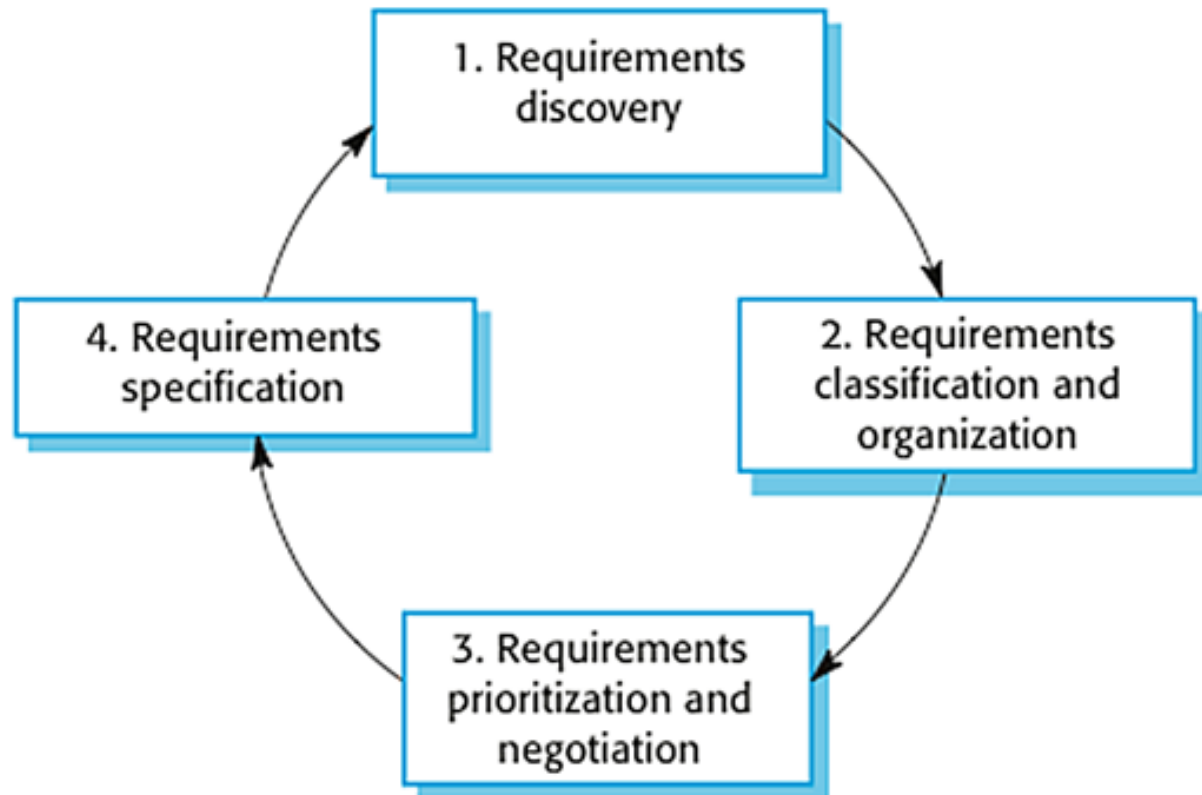 1. Requirements
discovery
2. Requirements
classification and
organization
3. Requirements
prioritization and
negotiation
4. Requirements
specification